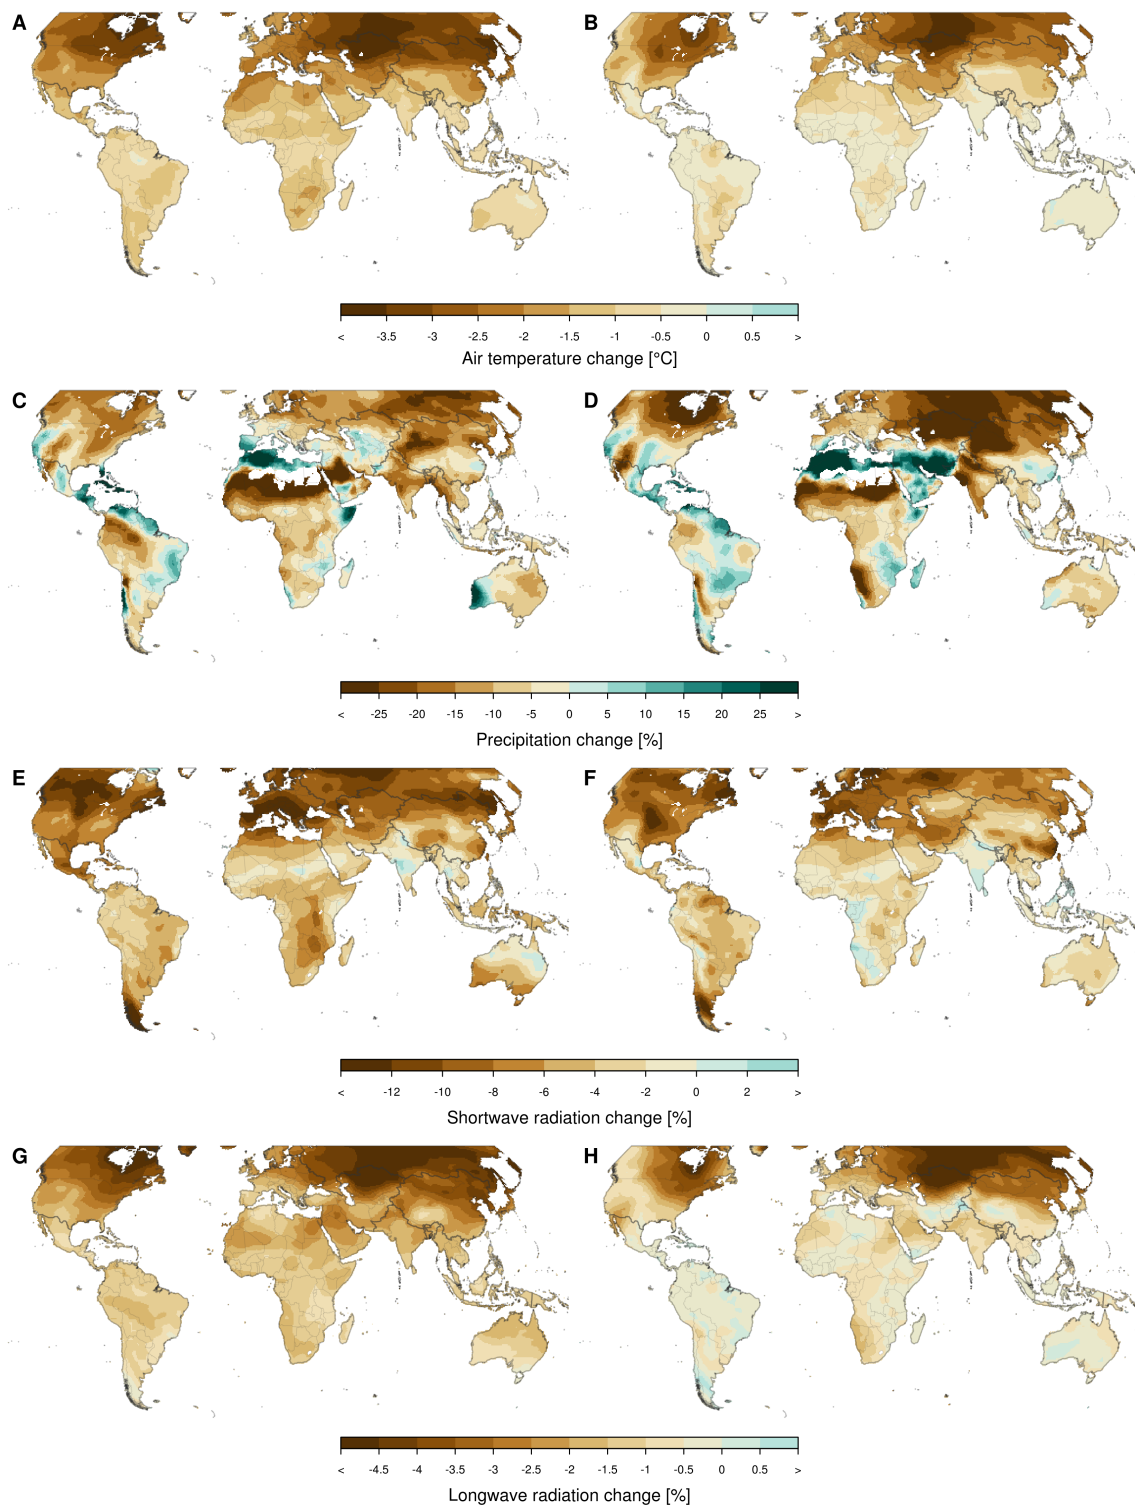 A B
< -3.5 -3 -2.5 -2 -1.5 -1 -0.5 0 0.5 >
Air temperature change [°C]
C D
< -25 -20 -15 -10 -5 0 5 10 15 20 25 >
Precipitation change [%]
E F
< -12 -10 -8 -6 -4 -2 0 2 >
Shortwave radiation change [%]
G H
< -4.5 -4 -3.5 -3 -2.5 -2 -1.5 -1 -0.5 0 0.5 >
Longwave radiation change [%]